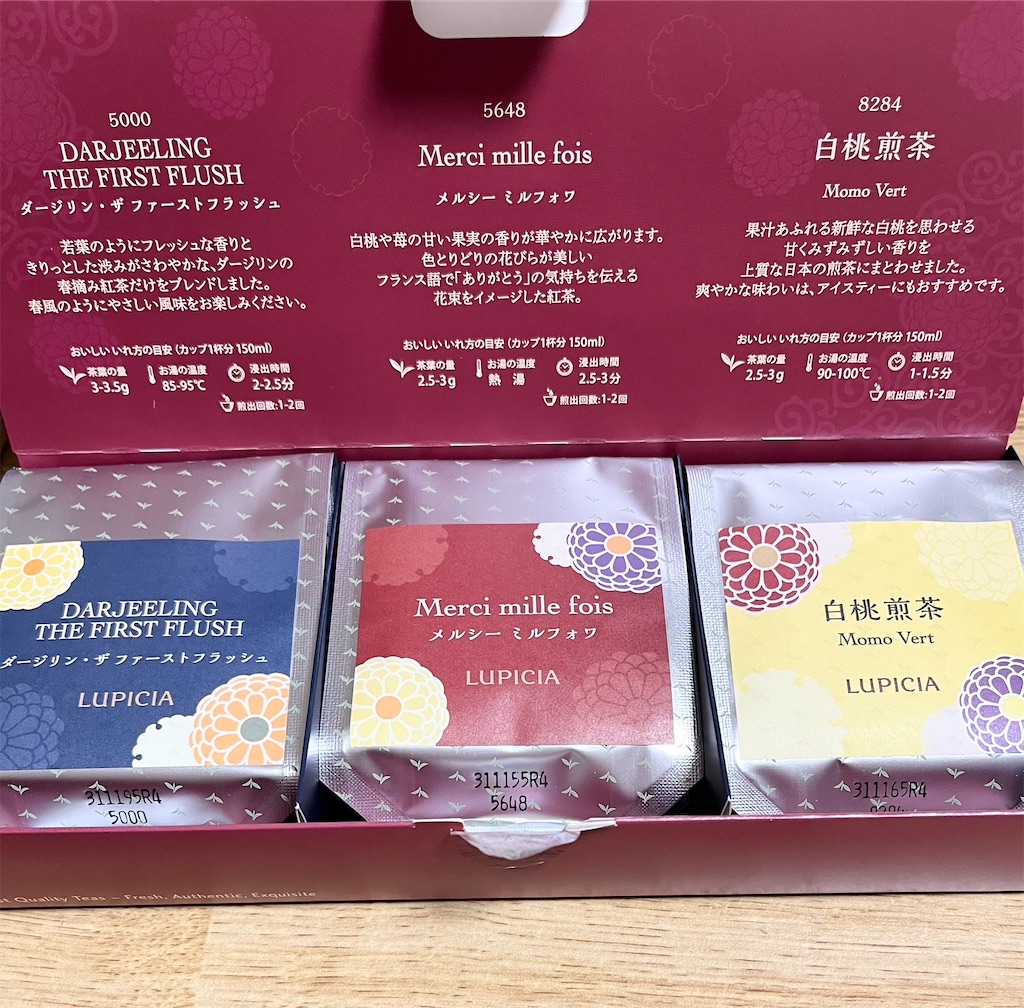 5000
DARJEELING
THE FIRST FLUSH
ダージリン・ザ ファーストフラッシュ
若葉のようにフレッシュな香りと
きりっとした渋みがさわやかな、ダージリンの
春摘み紅茶だけをブレンドしました。
春風のようにやさしい風味をお楽しみください。
おいしい いれ方の目安（カップ1杯分 150ml）
茶葉の量
3-3.5g
お湯の温度
85-95℃
浸出時間
2-2.5分
煎出回数:1-2回
5648
Merci mille fois
メルシー ミルフォワ
白桃や苺の甘い果実の香りが華やかに広がります。
色とりどりの花びらが美しい
フランス語で「ありがとう」の気持ちを伝える
花束をイメージした紅茶。
おいしい いれ方の目安（カップ1杯分 150ml）
茶葉の量
2.5-3g
お湯の温度
熱 湯
浸出時間
2.5-3分
煎出回数:1-2回
8284
白桃煎茶
Momo Vert
果汁あふれる新鮮な白桃を思わせる
甘くみずみずしい香りを
上質な日本の煎茶にまとわせました。
爽やかな味わいは、アイスティーにもおすすめです。
おいしい いれ方の目安（カップ1杯分 150ml）
茶葉の量
2.5-3g
お湯の温度
90-100℃
浸出時間
1-1.5分
煎出回数:1-2回
DARJEELING
THE FIRST FLUSH
ダージリン・ザ ファーストフラッシュ
LUPICIA
311195R4
5000
Merci mille fois
メルシー ミルフォワ
LUPICIA
311155R4
5648
白桃煎茶
Momo Vert
LUPICIA
311165R4
8284
Quality Teas – Fresh, Authentic, Exquisite